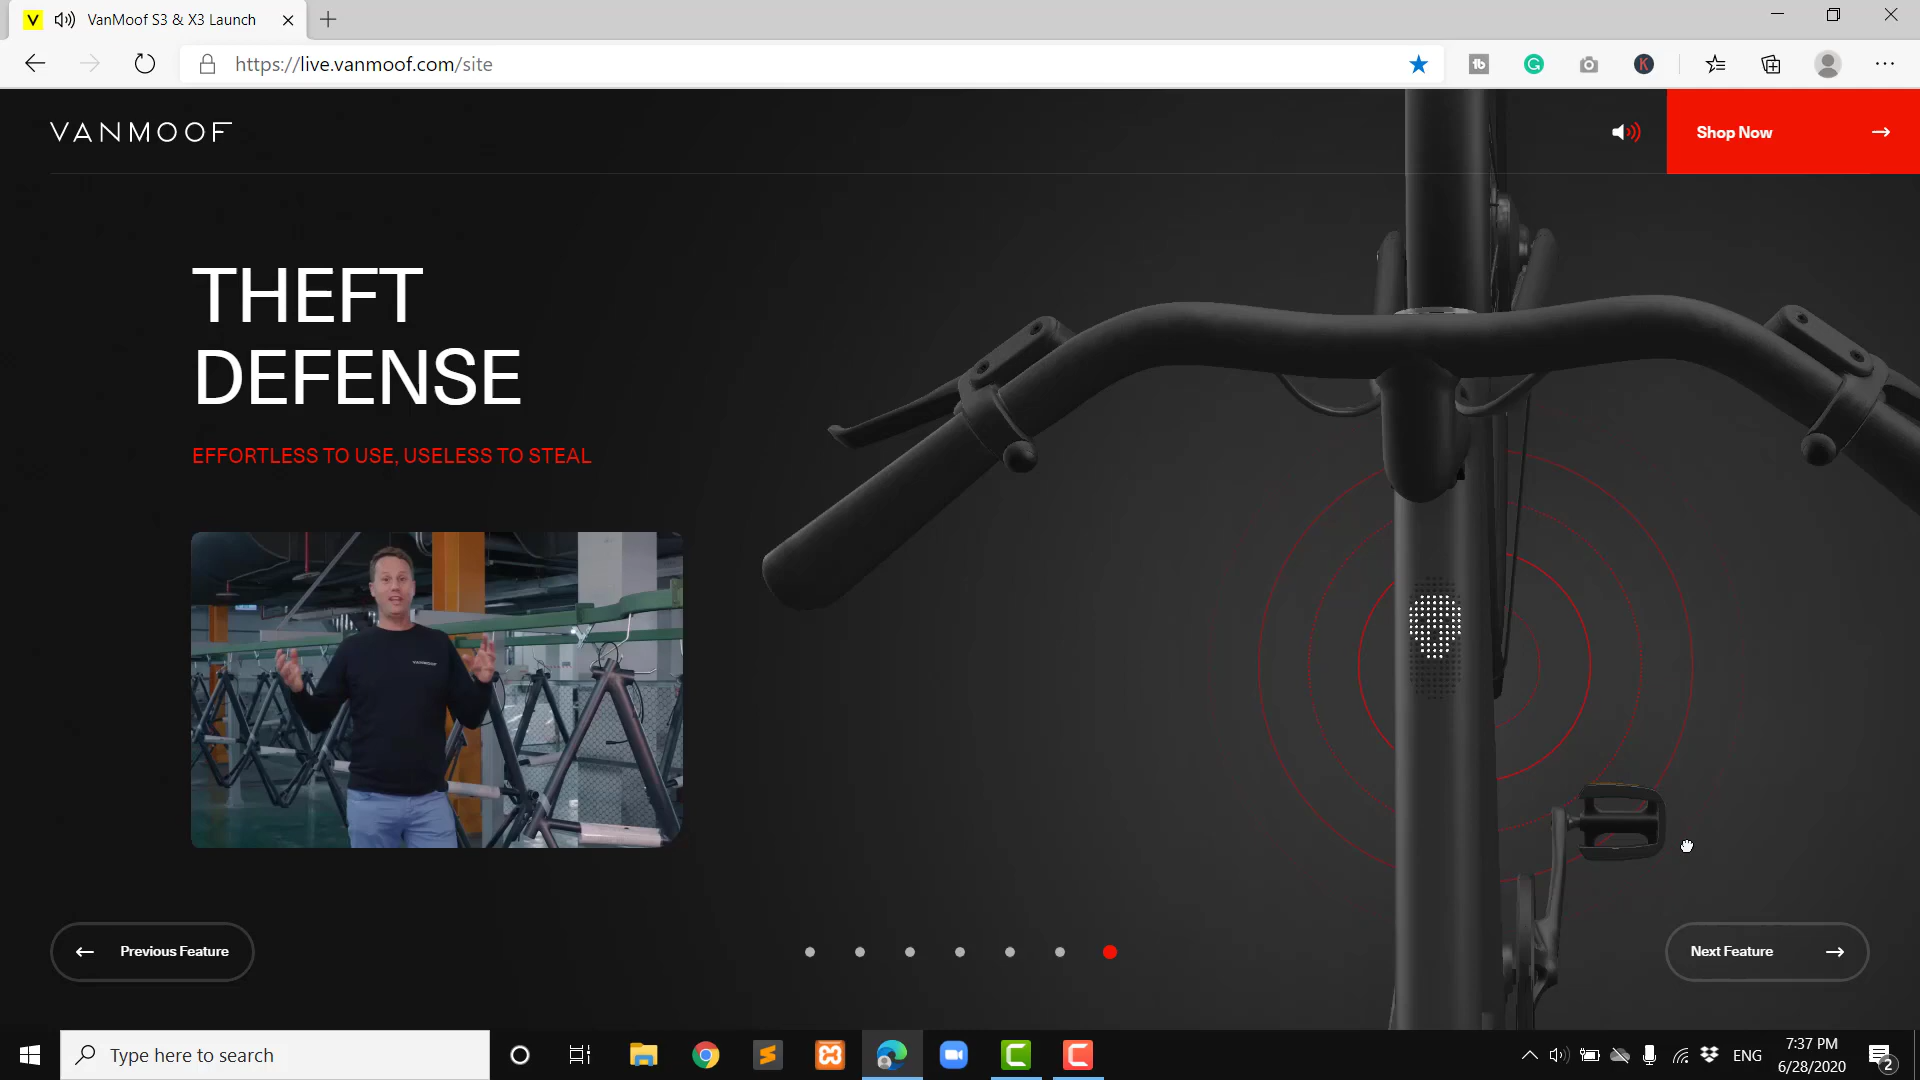 VanMoof S3 & X3 Launch
https://live.vanmoof.com/site
VANMOOF
Shop Now
THEFT
DEFENSE
EFFORTLESS TO USE, USELESS TO STEAL
Previous Feature
Next Feature
Type here to search
ENG
7:37 PM
6/28/2020
2